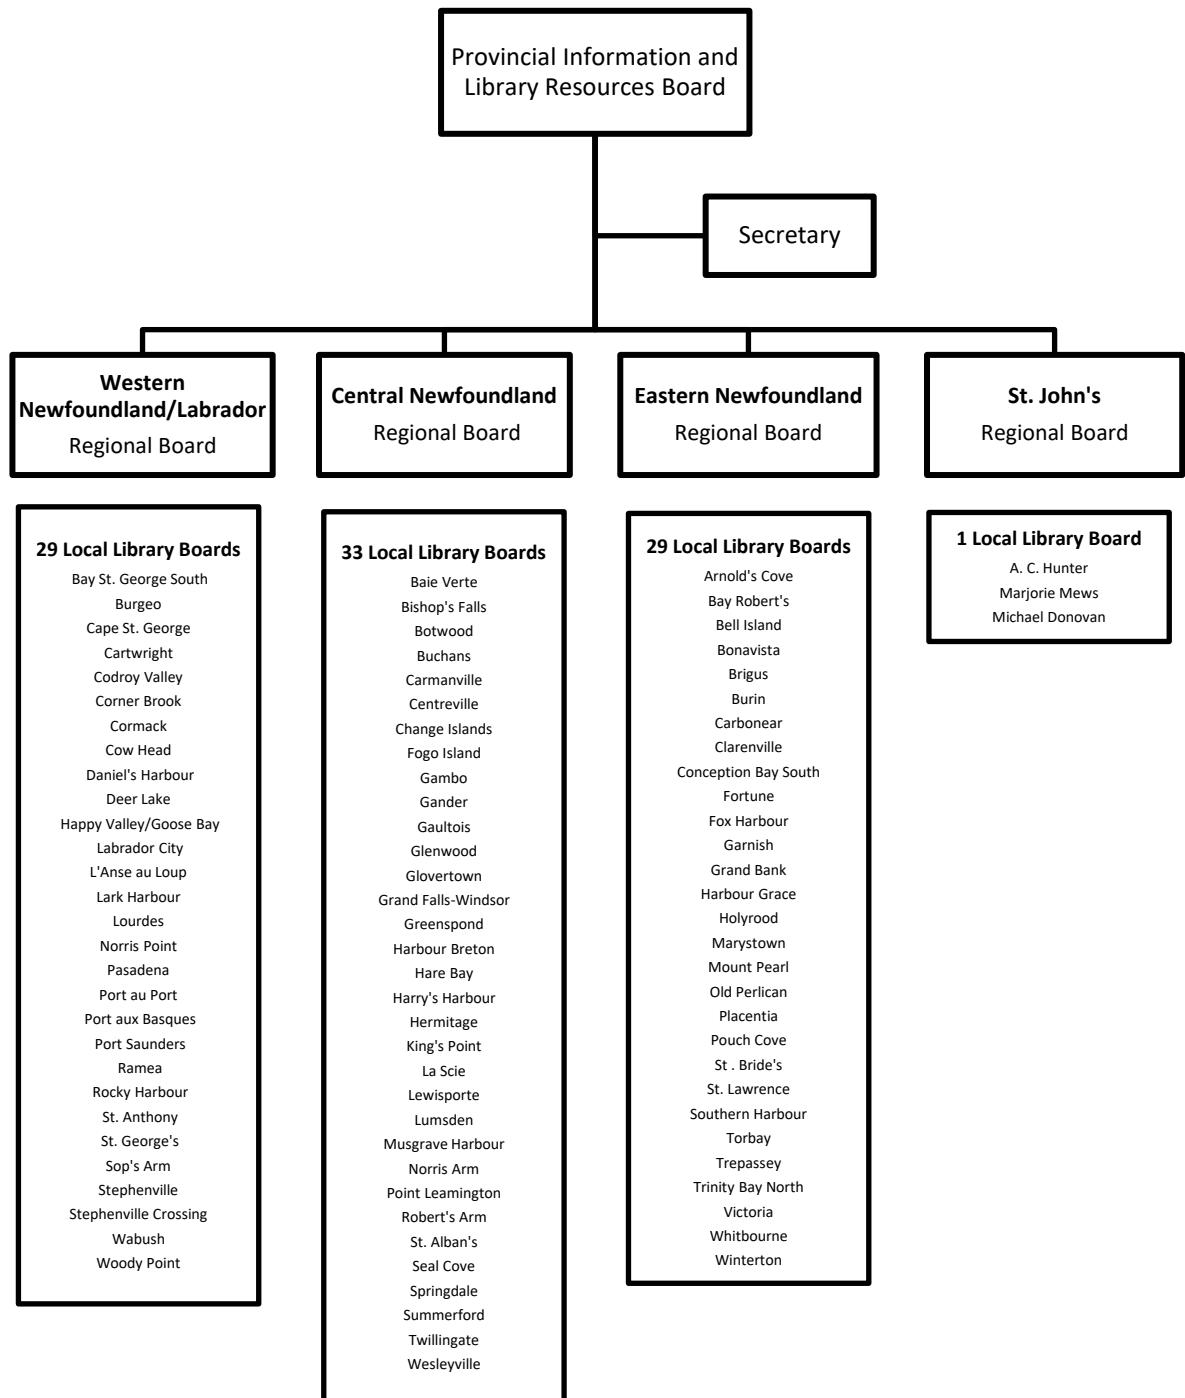 Provincial Information and
Library Resources Board
Secretary
Western
Newfoundland/Labrador
Regional Board
Central Newfoundland
Regional Board
Eastern Newfoundland
Regional Board
St. John's
Regional Board
29 Local Library Boards
Bay St. George South
Burgeo
Cape St. George
Cartwright
Codroy Valley
Corner Brook
Cormack
Cow Head
Daniel's Harbour
Deer Lake
Happy Valley/Goose Bay
Labrador City
L'Anse au Loup
Lark Harbour
Lourdes
Norris Point
Pasadena
Port au Port
Port aux Basques
Port Saunders
Ramea
Rocky Harbour
St. Anthony
St. George's
Sop's Arm
Stephenville
Stephenville Crossing
Wabush
Woody Point
33 Local Library Boards
Baie Verte
Bishop's Falls
Botwood
Buchans
Carmanville
Centreville
Change Islands
Fogo Island
Gambo
Gander
Gaultois
Glenwood
Glovertown
Grand Falls-Windsor
Greenspond
Harbour Breton
Hare Bay
Harry's Harbour
Hermitage
King's Point
La Scie
Lewisporte
Lumsden
Musgrave Harbour
Norris Arm
Point Leamington
Robert's Arm
St. Alban's
Seal Cove
Springdale
Summerford
Twillingate
Wesleyville
29 Local Library Boards
Arnold's Cove
Bay Robert's
Bell Island
Bonavista
Brigus
Burin
Carbonear
Clarenville
Conception Bay South
Fortune
Fox Harbour
Garnish
Grand Bank
Harbour Grace
Holyrood
Marystown
Mount Pearl
Old Perlican
Placentia
Pouch Cove
St . Bride's
St. Lawrence
Southern Harbour
Torbay
Trepassey
Trinity Bay North
Victoria
Whitbourne
Winterton
1 Local Library Board
A. C. Hunter
Marjorie Mews
Michael Donovan